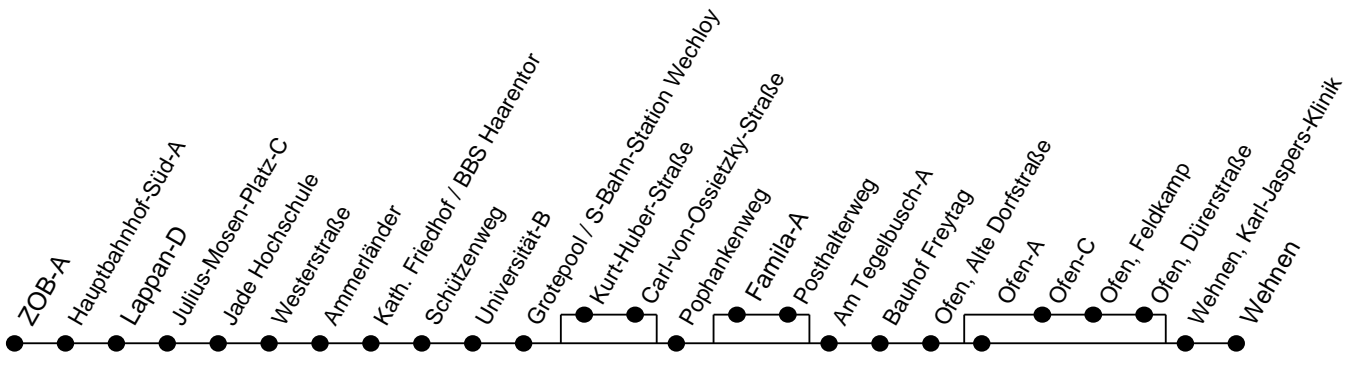 ZOB-A
Hauptbahnhof-Süd-A
Lappan-D
Julius-Mosen-Platz-C
Jade Hochschule
Westerstraße
Ammerländer
Kath. Friedhof / BBS Haarentor
Schützenweg
Universität-B
Grotepool / S-Bahn-Station Wechloy
Kurt-Huber-Straße
Carl-von-Ossietzky-Straße
Pophankenweg
Famila-A
Posthalterweg
Am Tegelbusch-A
Bauhof Freytag
Ofen, Alte Dorfstraße
Ofen-A
Ofen-C
Ofen, Feldkamp
Ofen, Dürerstraße
Wehnen, Karl-Jaspers-Klinik
Wehnen